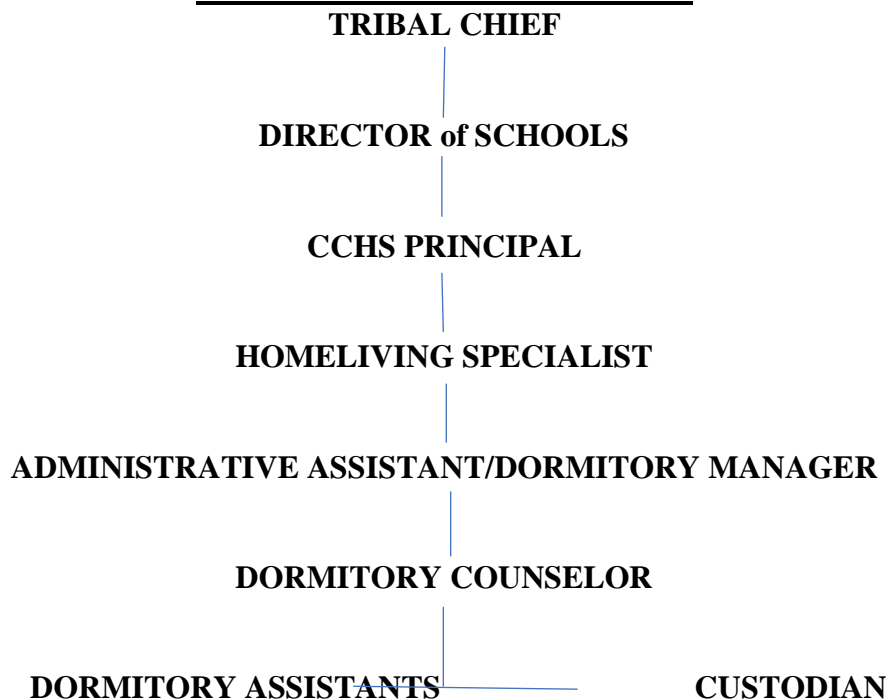 TRIBAL CHIEF
DIRECTOR of SCHOOLS
CCHS PRINCIPAL
HOMELIVING SPECIALIST
ADMINISTRATIVE ASSISTANT/DORMITORY MANAGER
DORMITORY COUNSELOR
DORMITORY ASSISTANTS CUSTODIAN